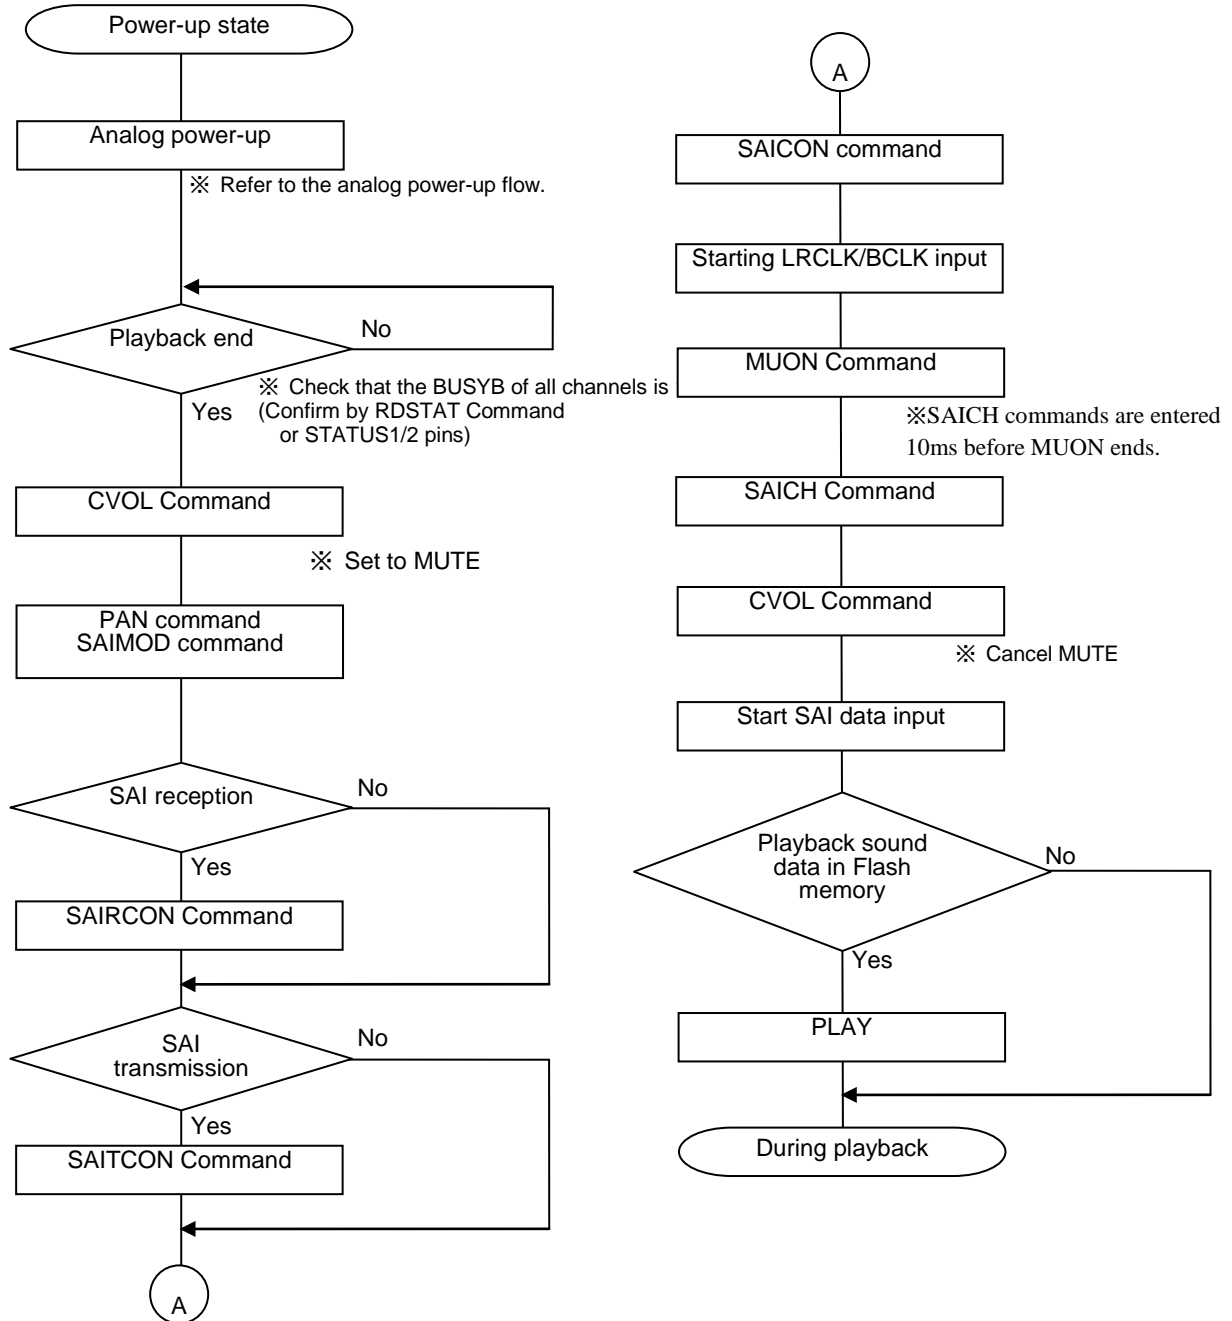 Power-up state
Analog power-up
※ Refer to the analog power-up flow.
Playback end
No
※ Check that the BUSYB of all channels is
(Confirm by RDSTAT Command
or STATUS1/2 pins)
Yes
CVOL Command
※ Set to MUTE
PAN command
SAIMOD command
SAI reception
No
Yes
SAIRCON Command
SAI
transmission
No
Yes
SAITCON Command
A
A
SAICON command
Starting LRCLK/BCLK input
MUON Command
※SAICH commands are entered
10ms before MUON ends.
SAICH Command
CVOL Command
※ Cancel MUTE
Start SAI data input
Playback sound
data in Flash
memory
No
Yes
PLAY
During playback